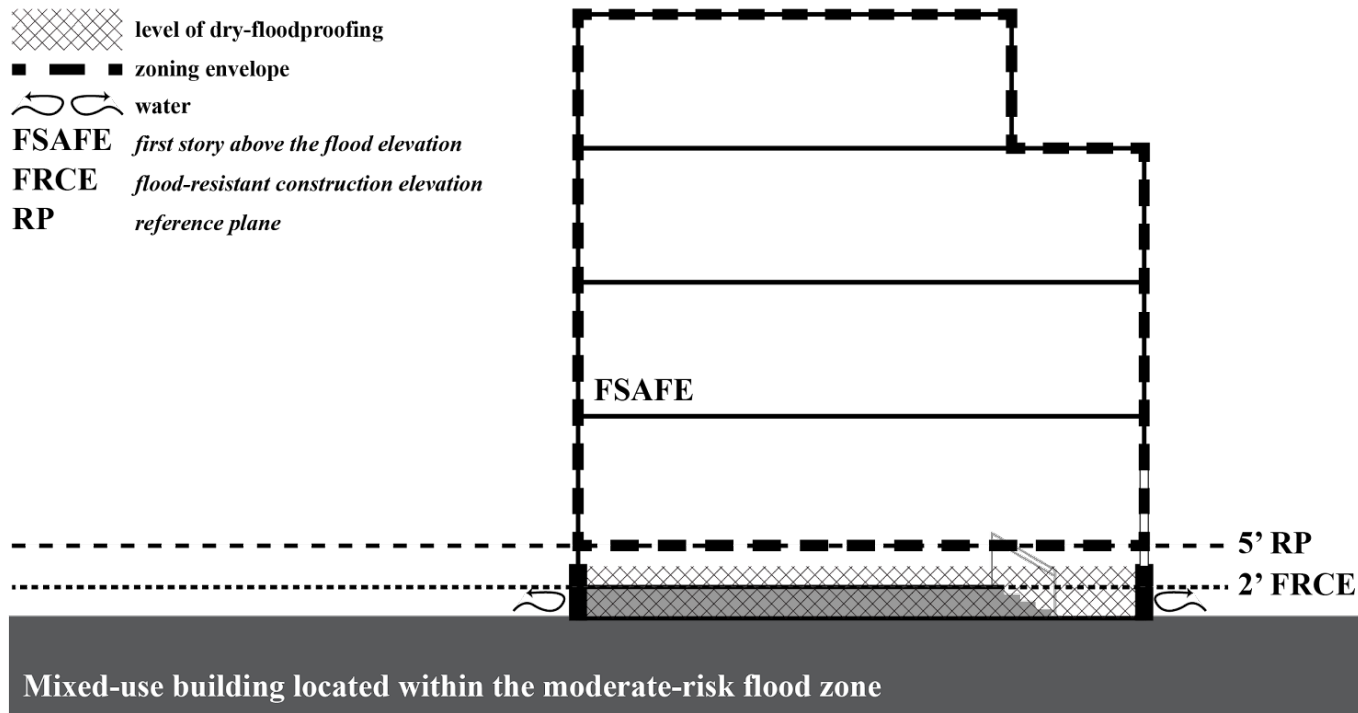 level of dry-floodproofing
zoning envelope
water
FSAFE first story above the flood elevation
FRCE flood-resistant construction elevation
RP reference plane
FSAFE
5’ RP
2’ FRCE
Mixed-use building located within the moderate-risk flood zone